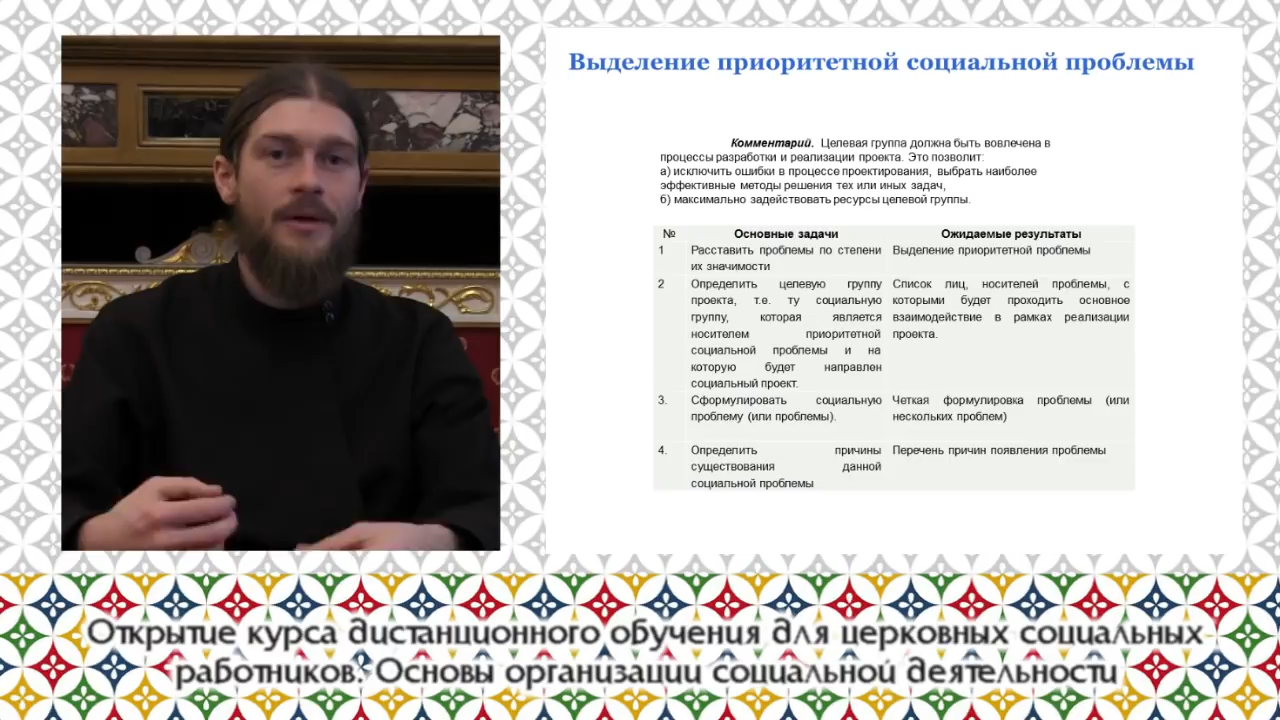 Выделение приоритетной социальной проблемы
Комментарий. Целевая группа должна быть вовлечена в
процессы разработки и реализации проекта. Это позволит:
а) исключить ошибки в процессе проектирования, выбрать наиболее
эффективные методы решения тех или иных задач,
б) максимально задействовать ресурсы целевой группы.
№ Основные задачи Ожидаемые результаты
1 Расставить проблемы по степени Выделение приоритетной проблемы
их значимости
2 Определить целевую группу Список лиц, носителей проблемы, с
проекта, т.е. ту социальную которыми будет проходить основное
группу, которая является взаимодействие в рамках реализации
носителем приоритетной проекта.
социальной проблемы и на
которую будет направлен
социальный проект.
3. Сформулировать социальную Четкая формулировка проблемы (или
проблему (или проблемы). нескольких проблем)
4. Определить причины Перечень причин появления проблемы
существования данной
социальной проблемы
Открытие курса дистанционного обучения для церковных социальных
работников. Основы организации социальной деятельности